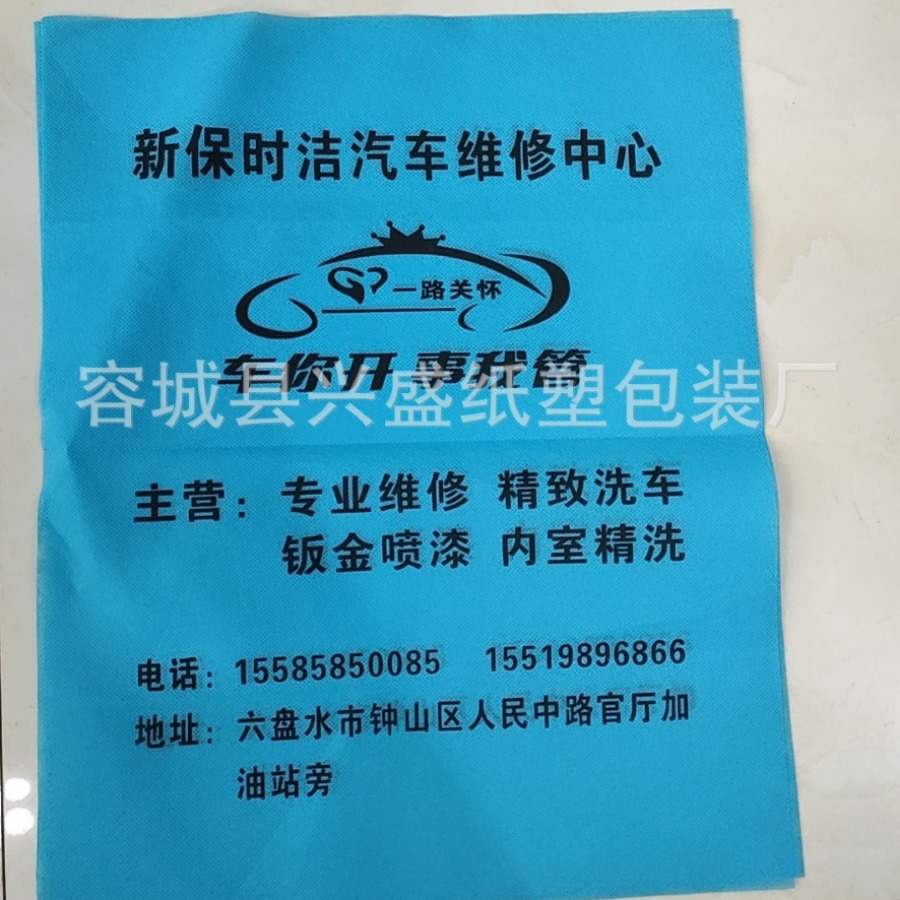 新保时洁汽车维修中心
一路关怀
车你开 事我管
容城县兴盛纸塑包装厂
主营：专业维修 精致洗车
钣金喷漆 内室精洗
电话：15585850085 15519896866
地址：六盘水市钟山区人民中路官厅加
油站旁